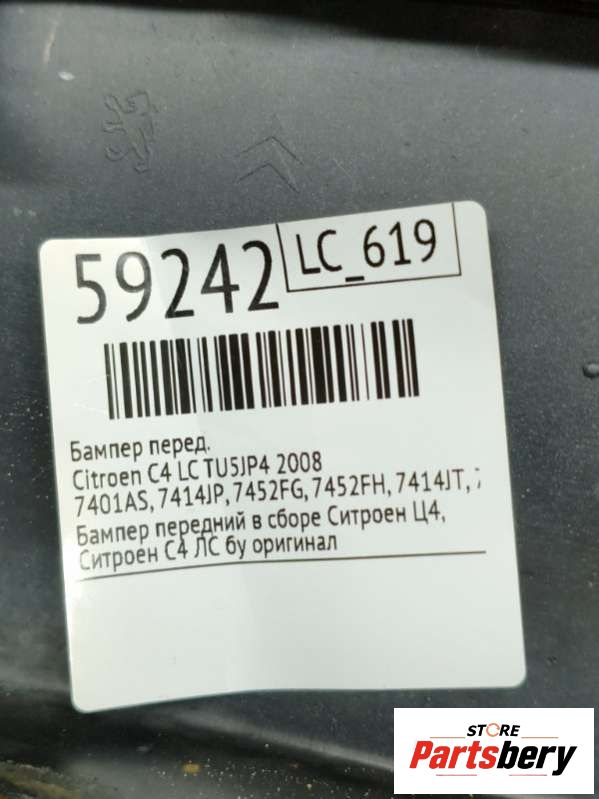 59242
LC_619
Бампер перед.
Citroen C4 LC TU5JP4 2008
7401AS, 7414JP, 7452FG, 7452FH, 7414JT,
Бампер передний в сборе Ситроен Ц4,
Ситроен С4 ЛС бу оригинал
STORE
Partsbery